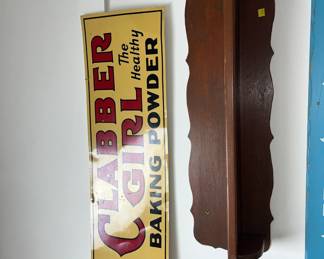 CLABBER
GIRL The Healthy
BAKING POWDER